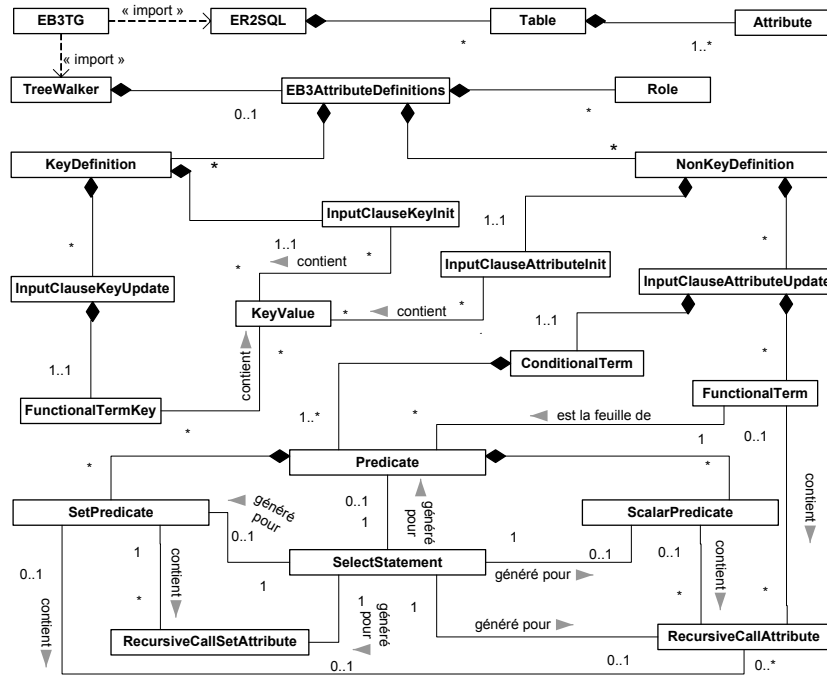 EB3TG
« import »
ER2SQL
Table
Attribute
*
1..*
« import »
TreeWalker
EB3AttributeDefinitions
Role
0..1
*
KeyDefinition
*
*
NonKeyDefinition
InputClauseKeyInit
1..1
*
*
1..1
*
*
contient
InputClauseAttributeInit
InputClauseKeyUpdate
InputClauseAttributeUpdate
*
*
KeyValue
*
contient
1..1
contient
*
1..1
ConditionalTerm
*
FunctionalTermKey
FunctionalTerm
1..*
*
est la feuille de
*
1
0..1
Predicate
*
*
0..1
généré pour
1
généré pour
contient
SetPredicate
ScalarPredicate
0..1
1
0..1
0..1
1
contient
SelectStatement
généré pour
contient
0..1
1
contient
*
1
généré pour
1
généré pour
*
*
RecursiveCallSetAttribute
RecursiveCallAttribute
0..1
0..1
0..*